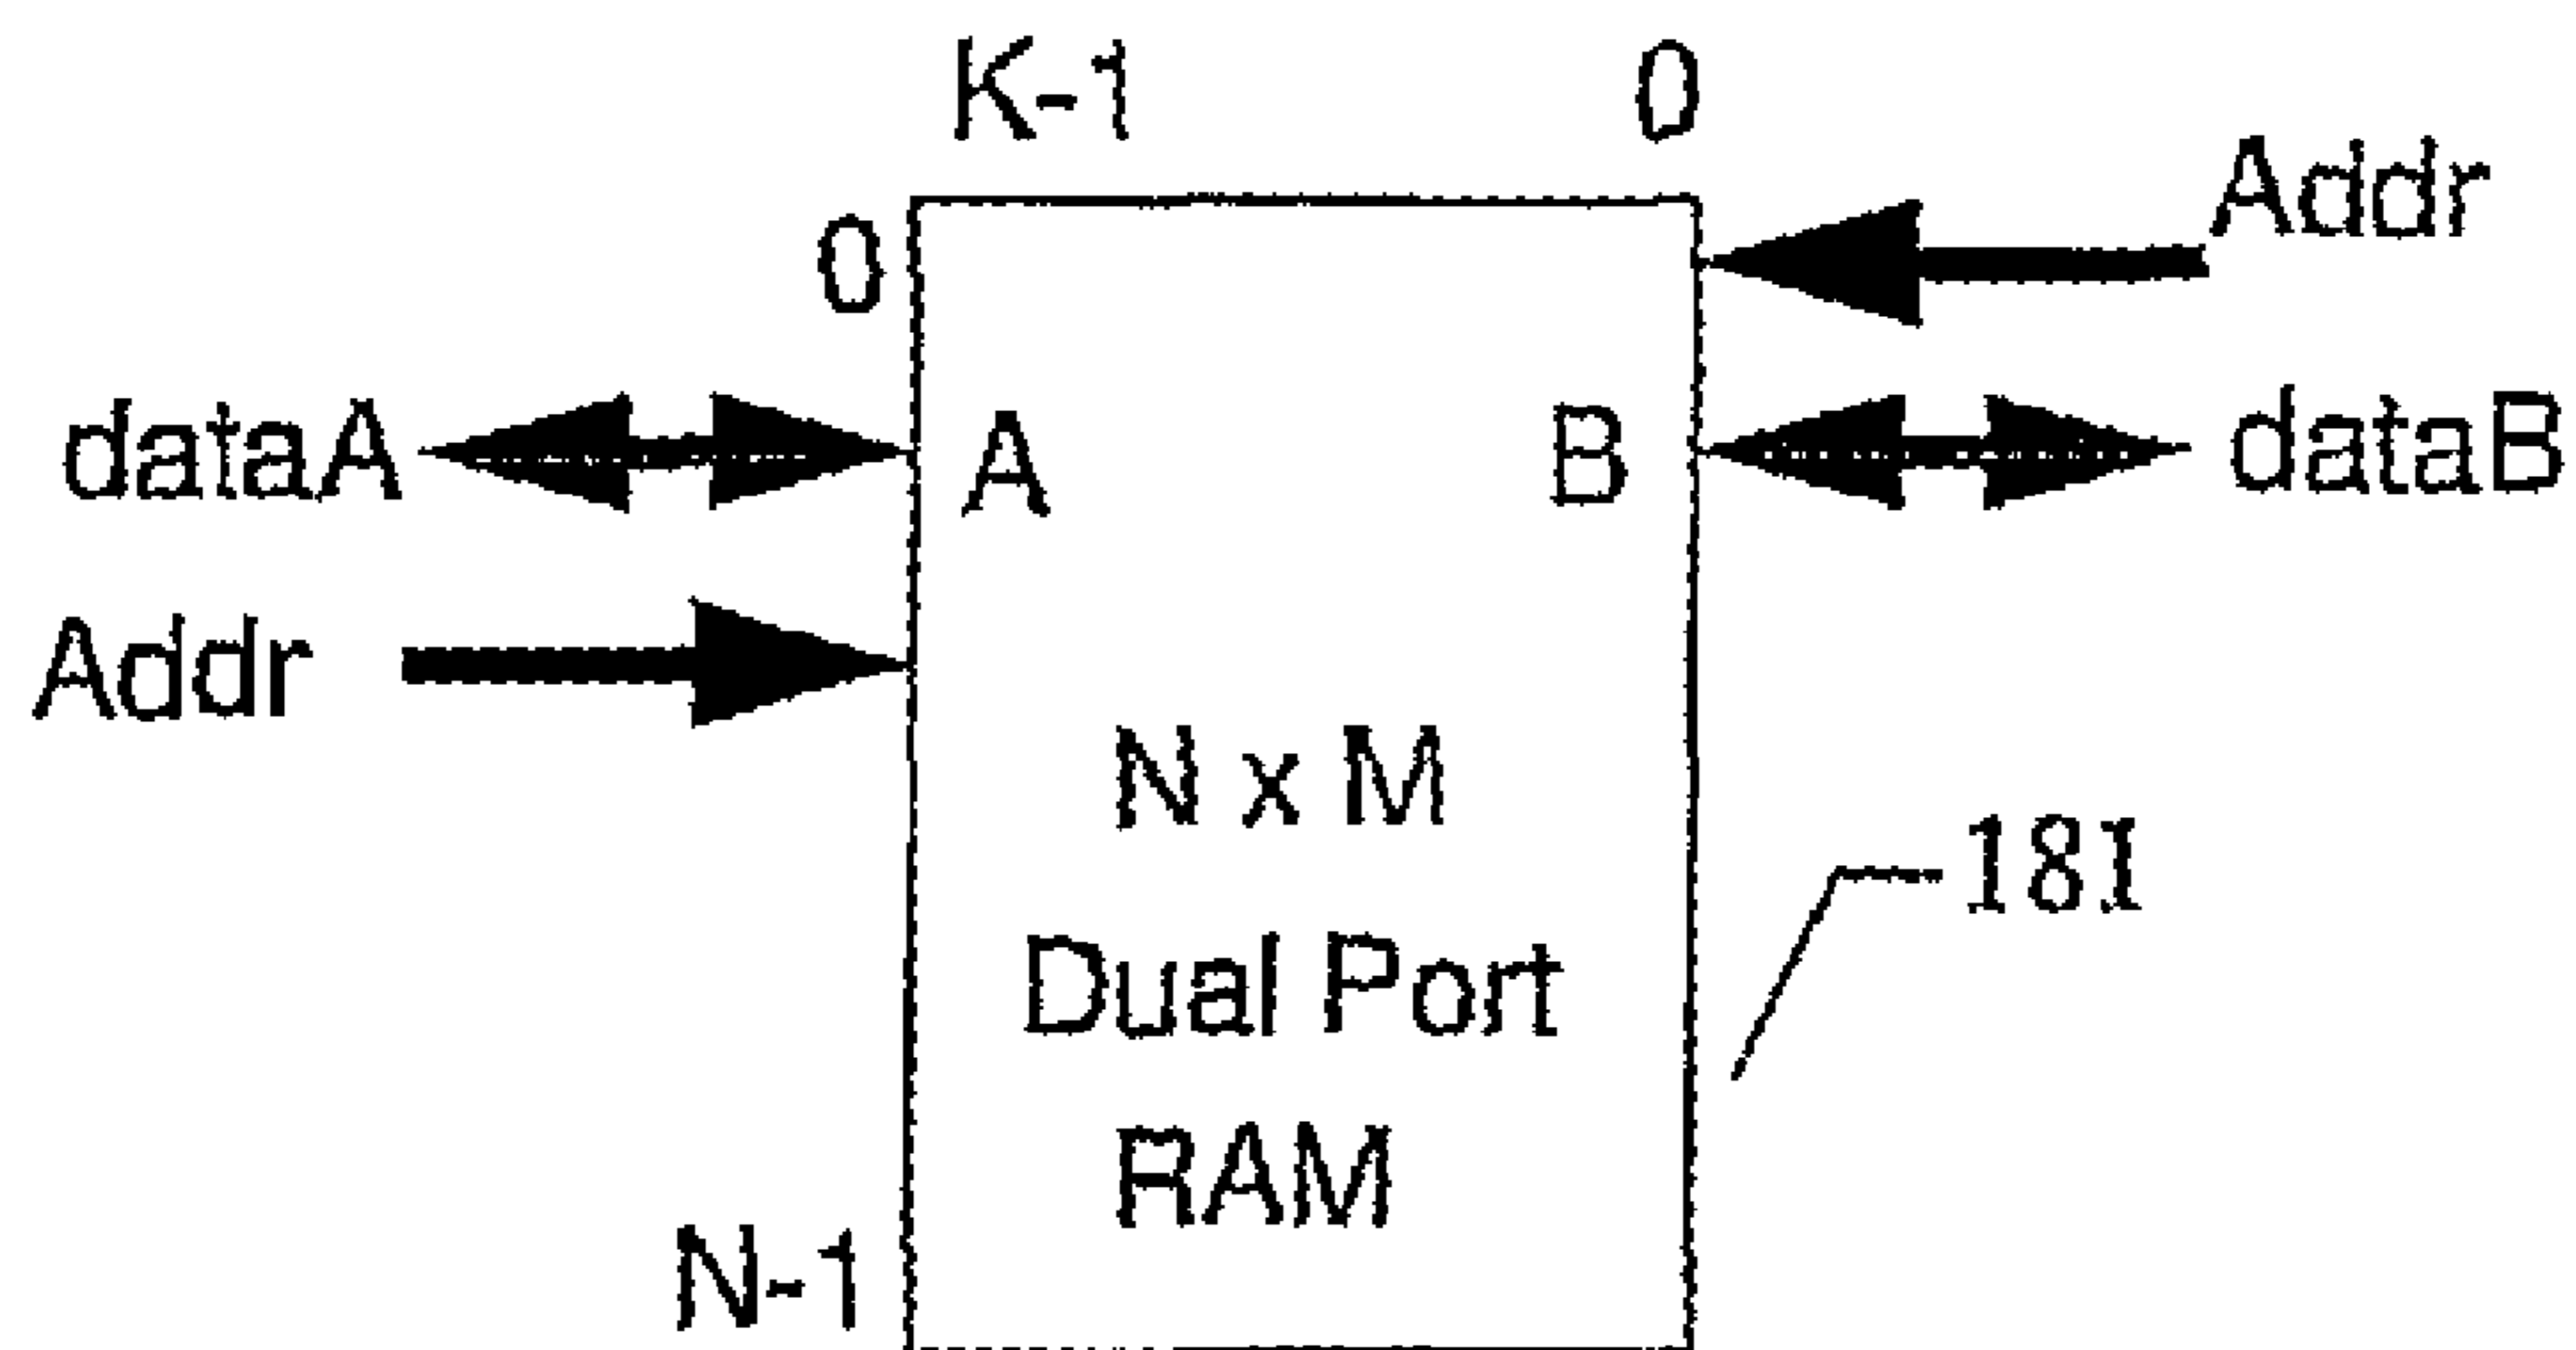 K-1 0
Addr
0
dataA A B dataB
Addr
N x M
181
Dual Port
RAM
N-1